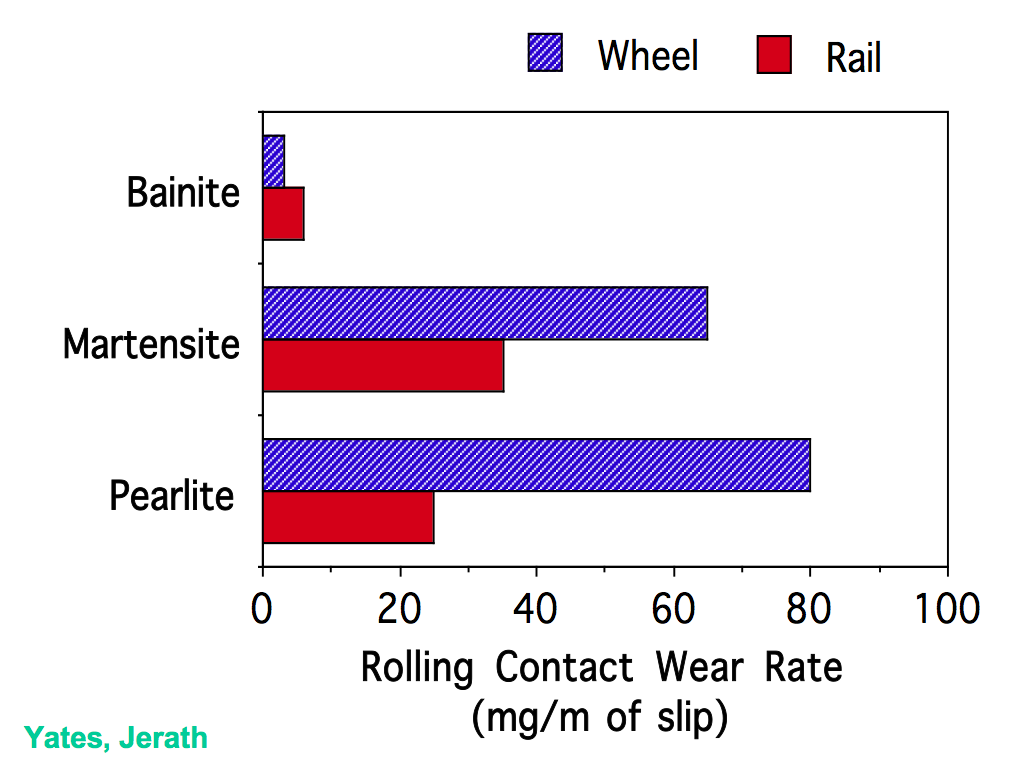 Wheel Rail
Bainite
Martensite
Pearlite
0 20 40 60 80 100
Rolling Contact Wear Rate
(mg/m of slip)
Yates, Jerath